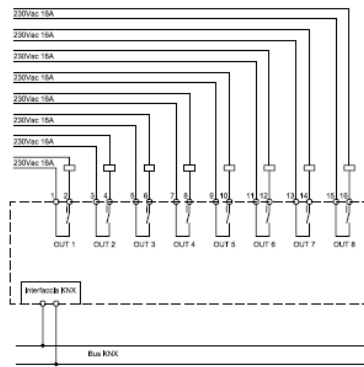 230Vac 16A
230Vac 16A
230Vac 16A
230Vac 16A
230Vac 16A
230Vac 16A
230Vac 16A
230Vac 16A
1 2 3 4 5 6 7 8 9 10 11 12 13 14 15 16
OUT 1 OUT 2 OUT 3 OUT 4 OUT 5 OUT 6 OUT 7 OUT 8
Interfaccia KNX
Bus KNX